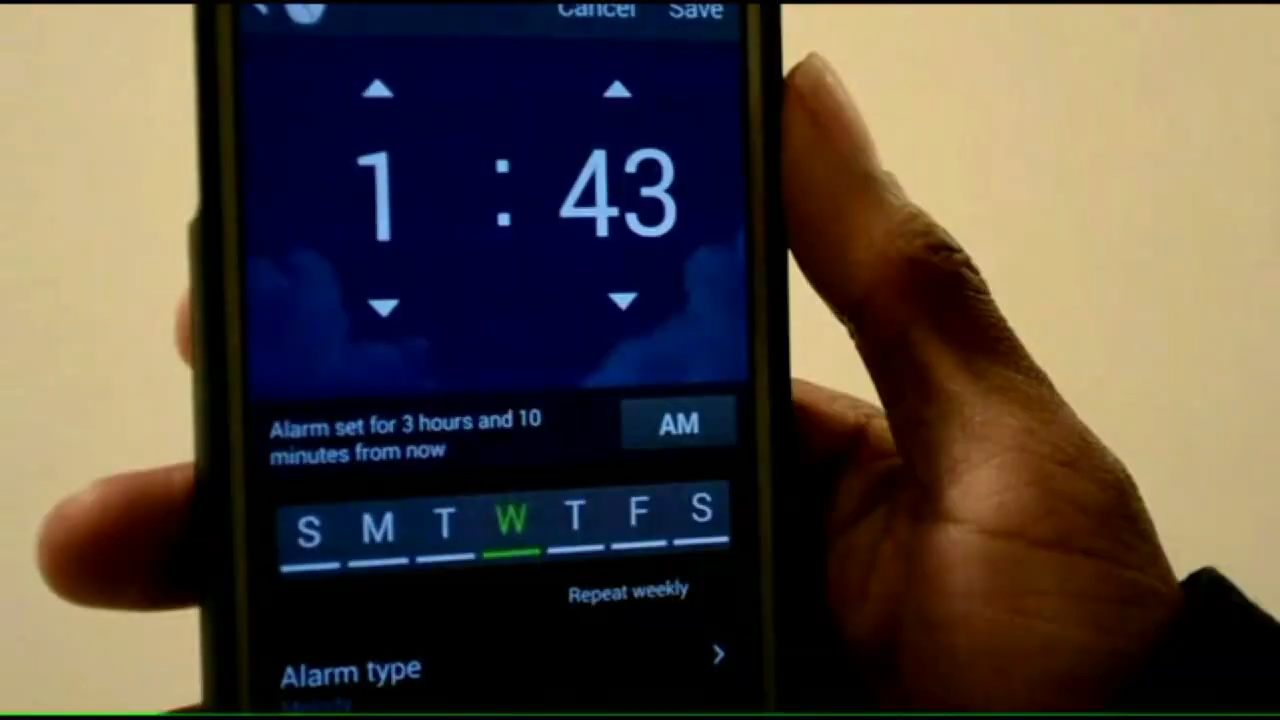 Cancel Save
1 : 43
Alarm set for 3 hours and 10
minutes from now
AM
S M T W T F S
Repeat weekly
Alarm type